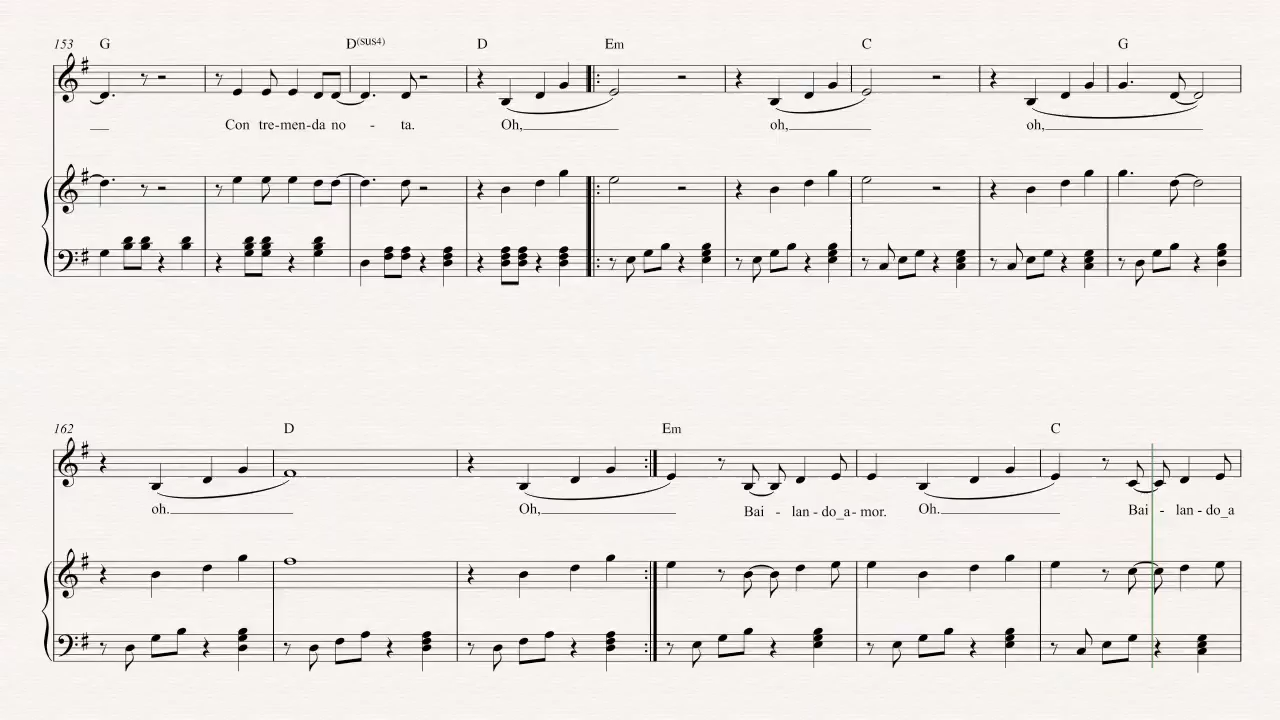 153 G D(sus4) D Em C G
Con tre-men-da no - ta. Oh, oh, oh,
162 D Em C
oh. Oh, Bai - lan - do_a- mor. Oh. Bai - lan - do_a